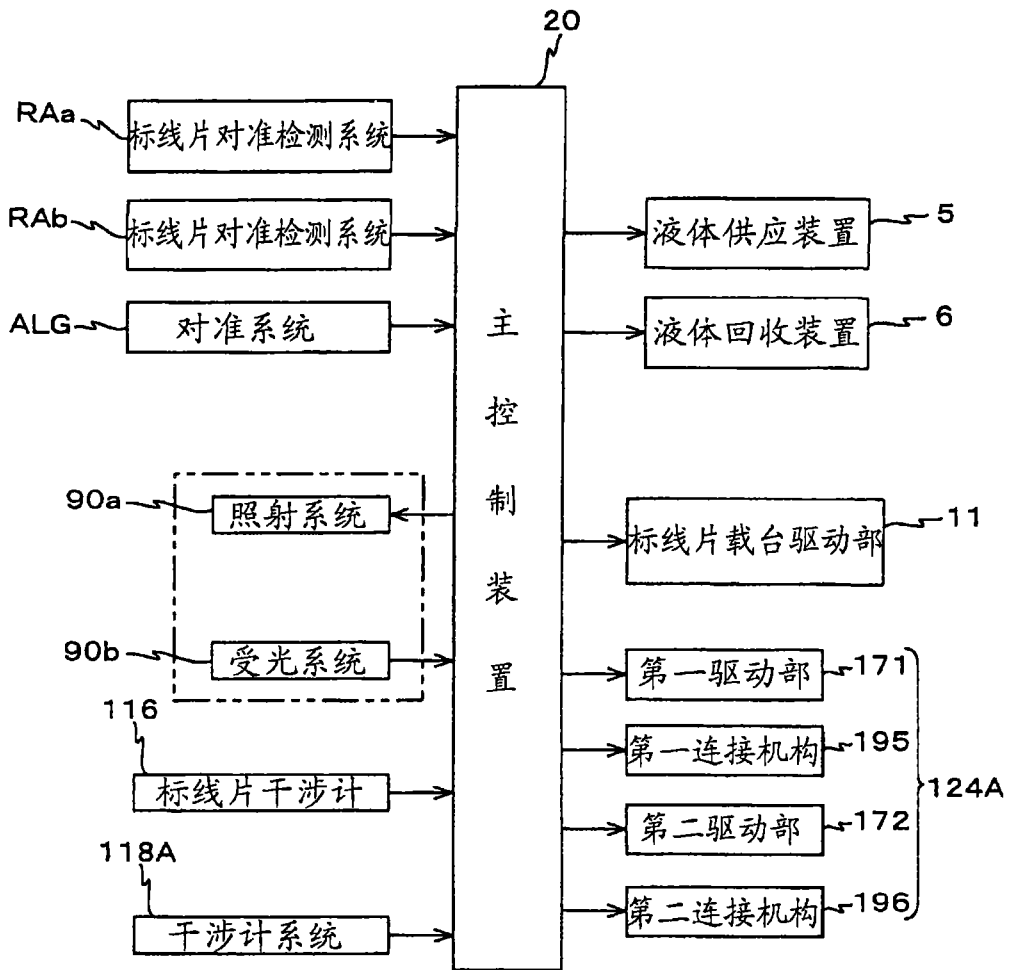 20
RAa
标线片对准检测系统
RAb
标线片对准检测系统
ALG
对准系统
90a
照射系统
90b
受光系统
116
标线片干涉计
118A
干涉计系统
主控制装置
液体供应装置
5
液体回收装置
6
标线片载台驱动部
11
第一驱动部
171
第一连接机构
195
第二驱动部
172
第二连接机构
196
124A